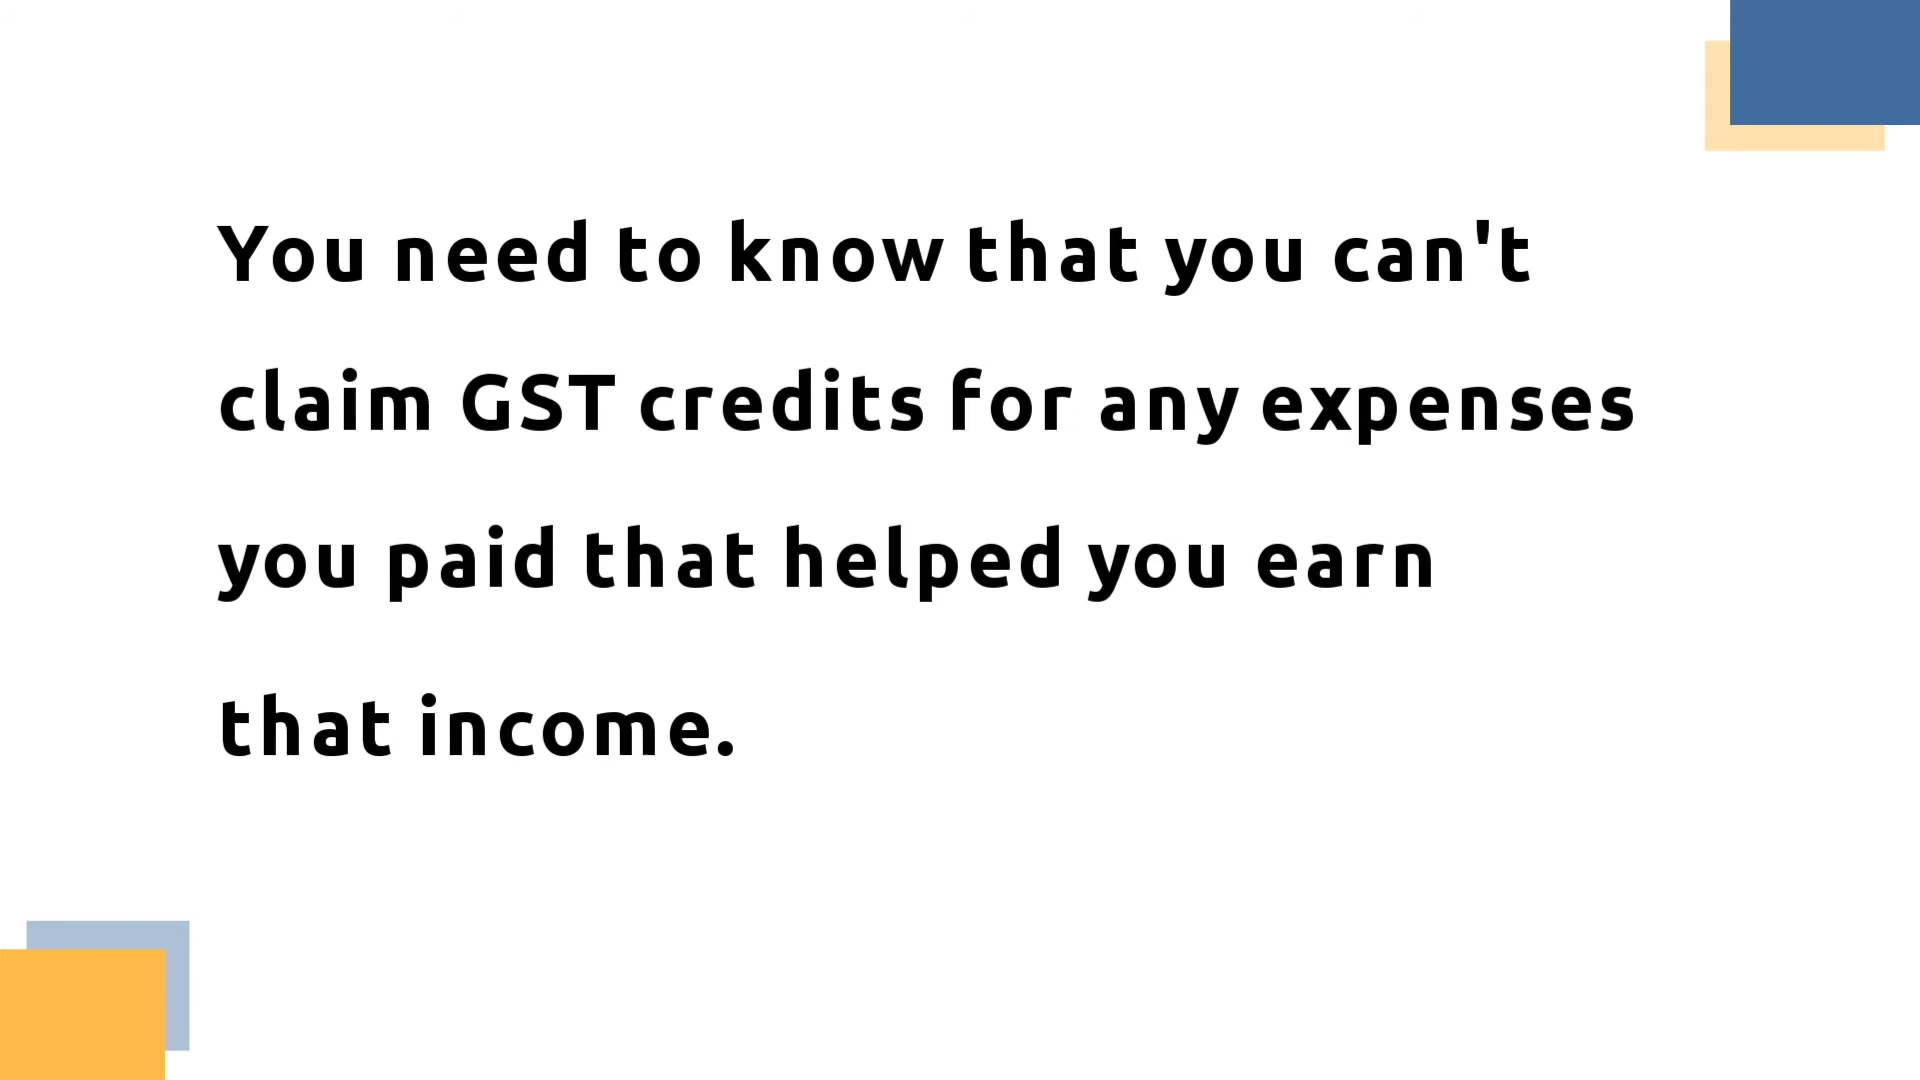 You need to know that you can't
claim GST credits for any expenses
you paid that helped you earn
that income.